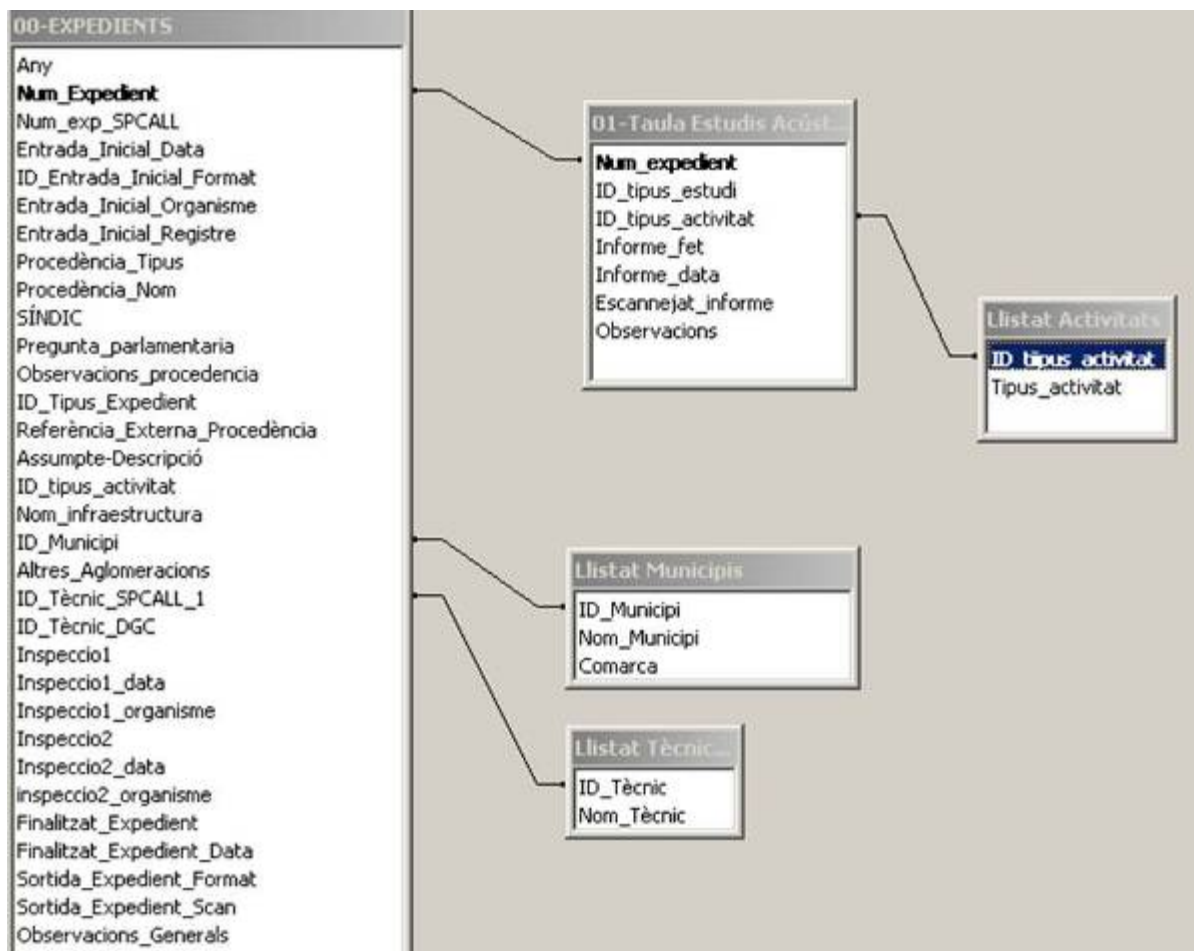 00-EXPEDIENTS
Any
Num_Expedient
Num_exp_SPCALL
Entrada_Inicial_Data
ID_Entrada_Inicial_Format
Entrada_Inicial_Organisme
Entrada_Inicial_Registre
Procedència_Tipus
Procedència_Nom
SÍNDIC
Pregunta_parlamentaria
Observacions_procedencia
ID_Tipus_Expedient
Referència_Externa_Procedència
Assumpte-Descripció
ID_tipus_activitat
Nom_infraestructura
ID_Municipi
Altres_Aglomeracions
ID_Tècnic_SPCALL_1
ID_Tècnic_DGC
Inspeccio1
Inspeccio1_data
Inspeccio1_organisme
Inspeccio2
Inspeccio2_data
inspeccio2_organisme
Finalitzat_Expedient
Finalitzat_Expedient_Data
Sortida_Expedient_Format
Sortida_Expedient_Scan
Observacions_Generals
01-Taula Estudis Acúst...
Num_expedient
ID_tipus_estudi
ID_tipus_activitat
Informe_fet
Informe_data
Escannejat_informe
Observacions
Llistat Activitats
ID_tipus_activitat
Tipus_activitat
Llistat Municipis
ID_Municipi
Nom_Municipi
Comarca
Llistat Tècnic...
ID_Tècnic
Nom_Tècnic